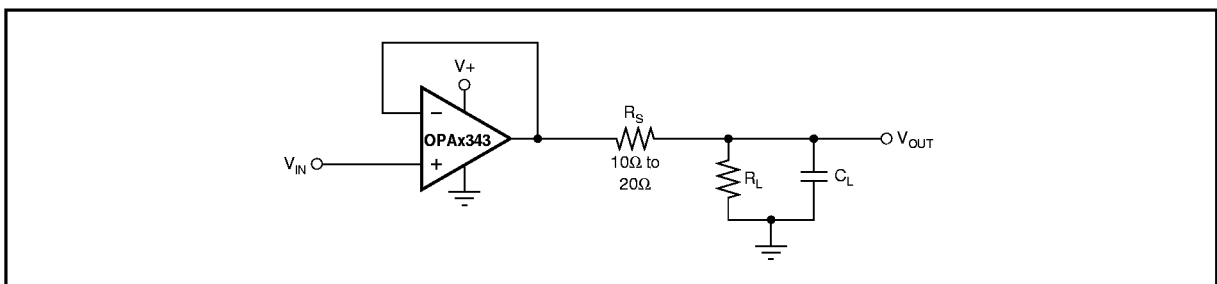 V+
−
OPAx343
+
V_IN
R_S
10Ω to
20Ω
R_L
C_L
V_OUT